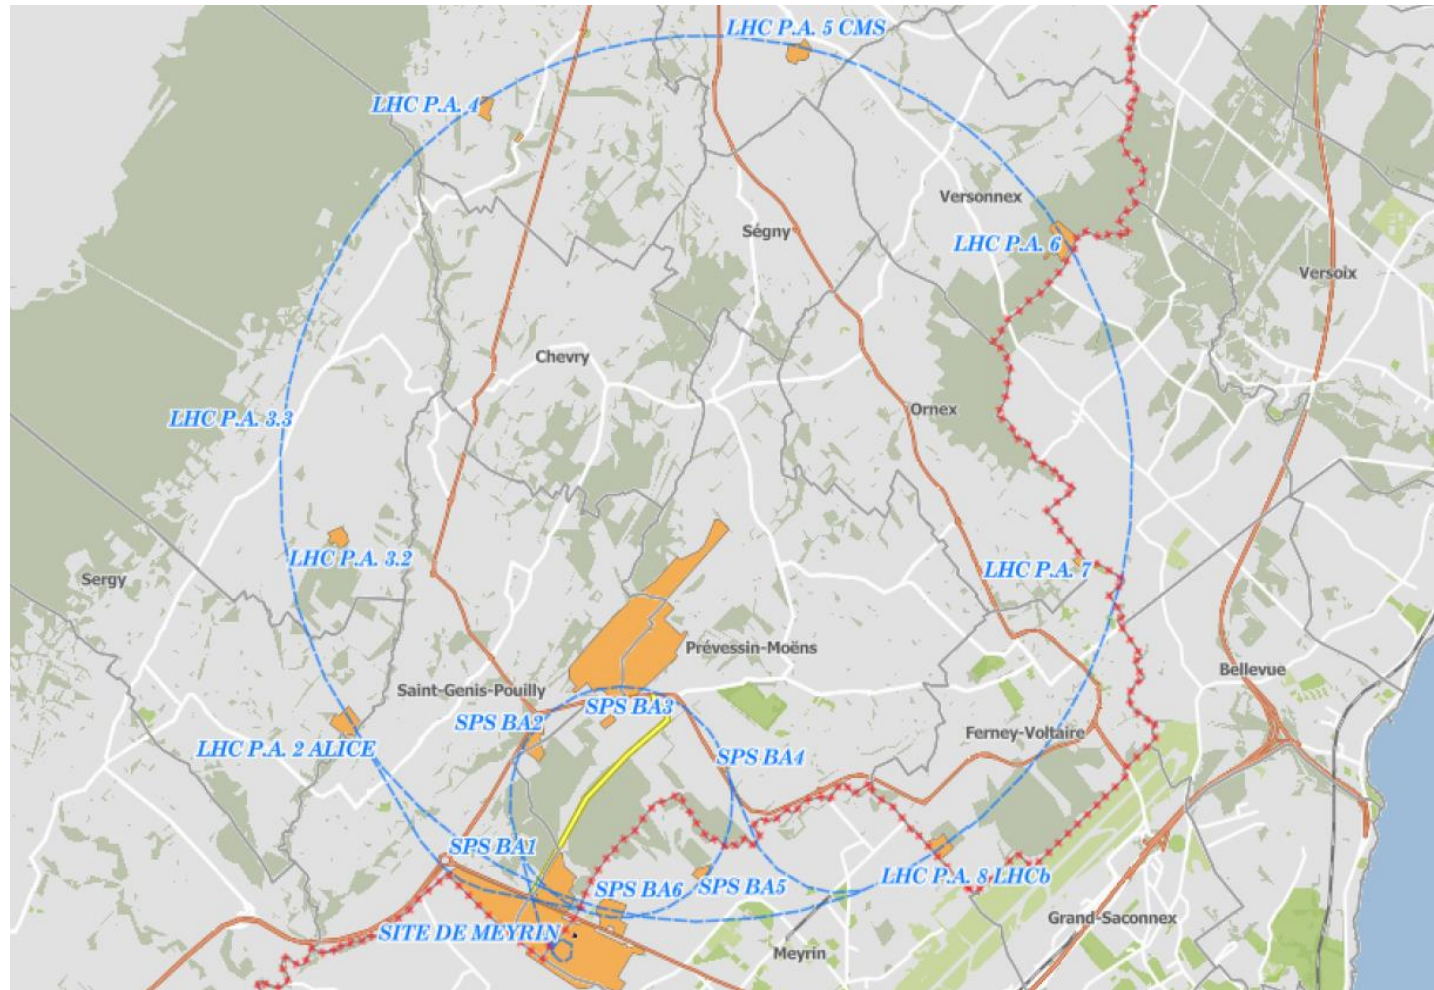 LHC P.A. 5 CMS
LHC P.A. 4
Versonnex
Ségny
LHC P.A. 6
Versoix
Chevry
LHC P.A. 3.3
Ornex
LHC P.A. 3.2
LHC P.A. 7
Sergy
Prévessin-Moëns
Bellevue
Saint-Genis-Pouilly
SPS BA3
SPS BA2
Ferney-Voltaire
LHC P.A. 2 ALICE
SPS BA4
SPS BA1
LHC P.A. 8 LHCb
SPS BA6
SPS BA5
Grand-Saconnex
SITE DE MEYRIN
Meyrin